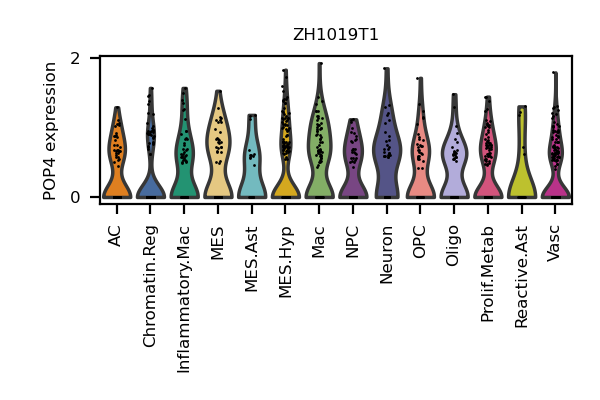 ZH1019T1
POP4 expression
2
0
AC
Chromatin.Reg
Inflammatory.Mac
MES
MES.Ast
MES.Hyp
Mac
NPC
Neuron
OPC
Oligo
Prolif.Metab
Reactive.Ast
Vasc